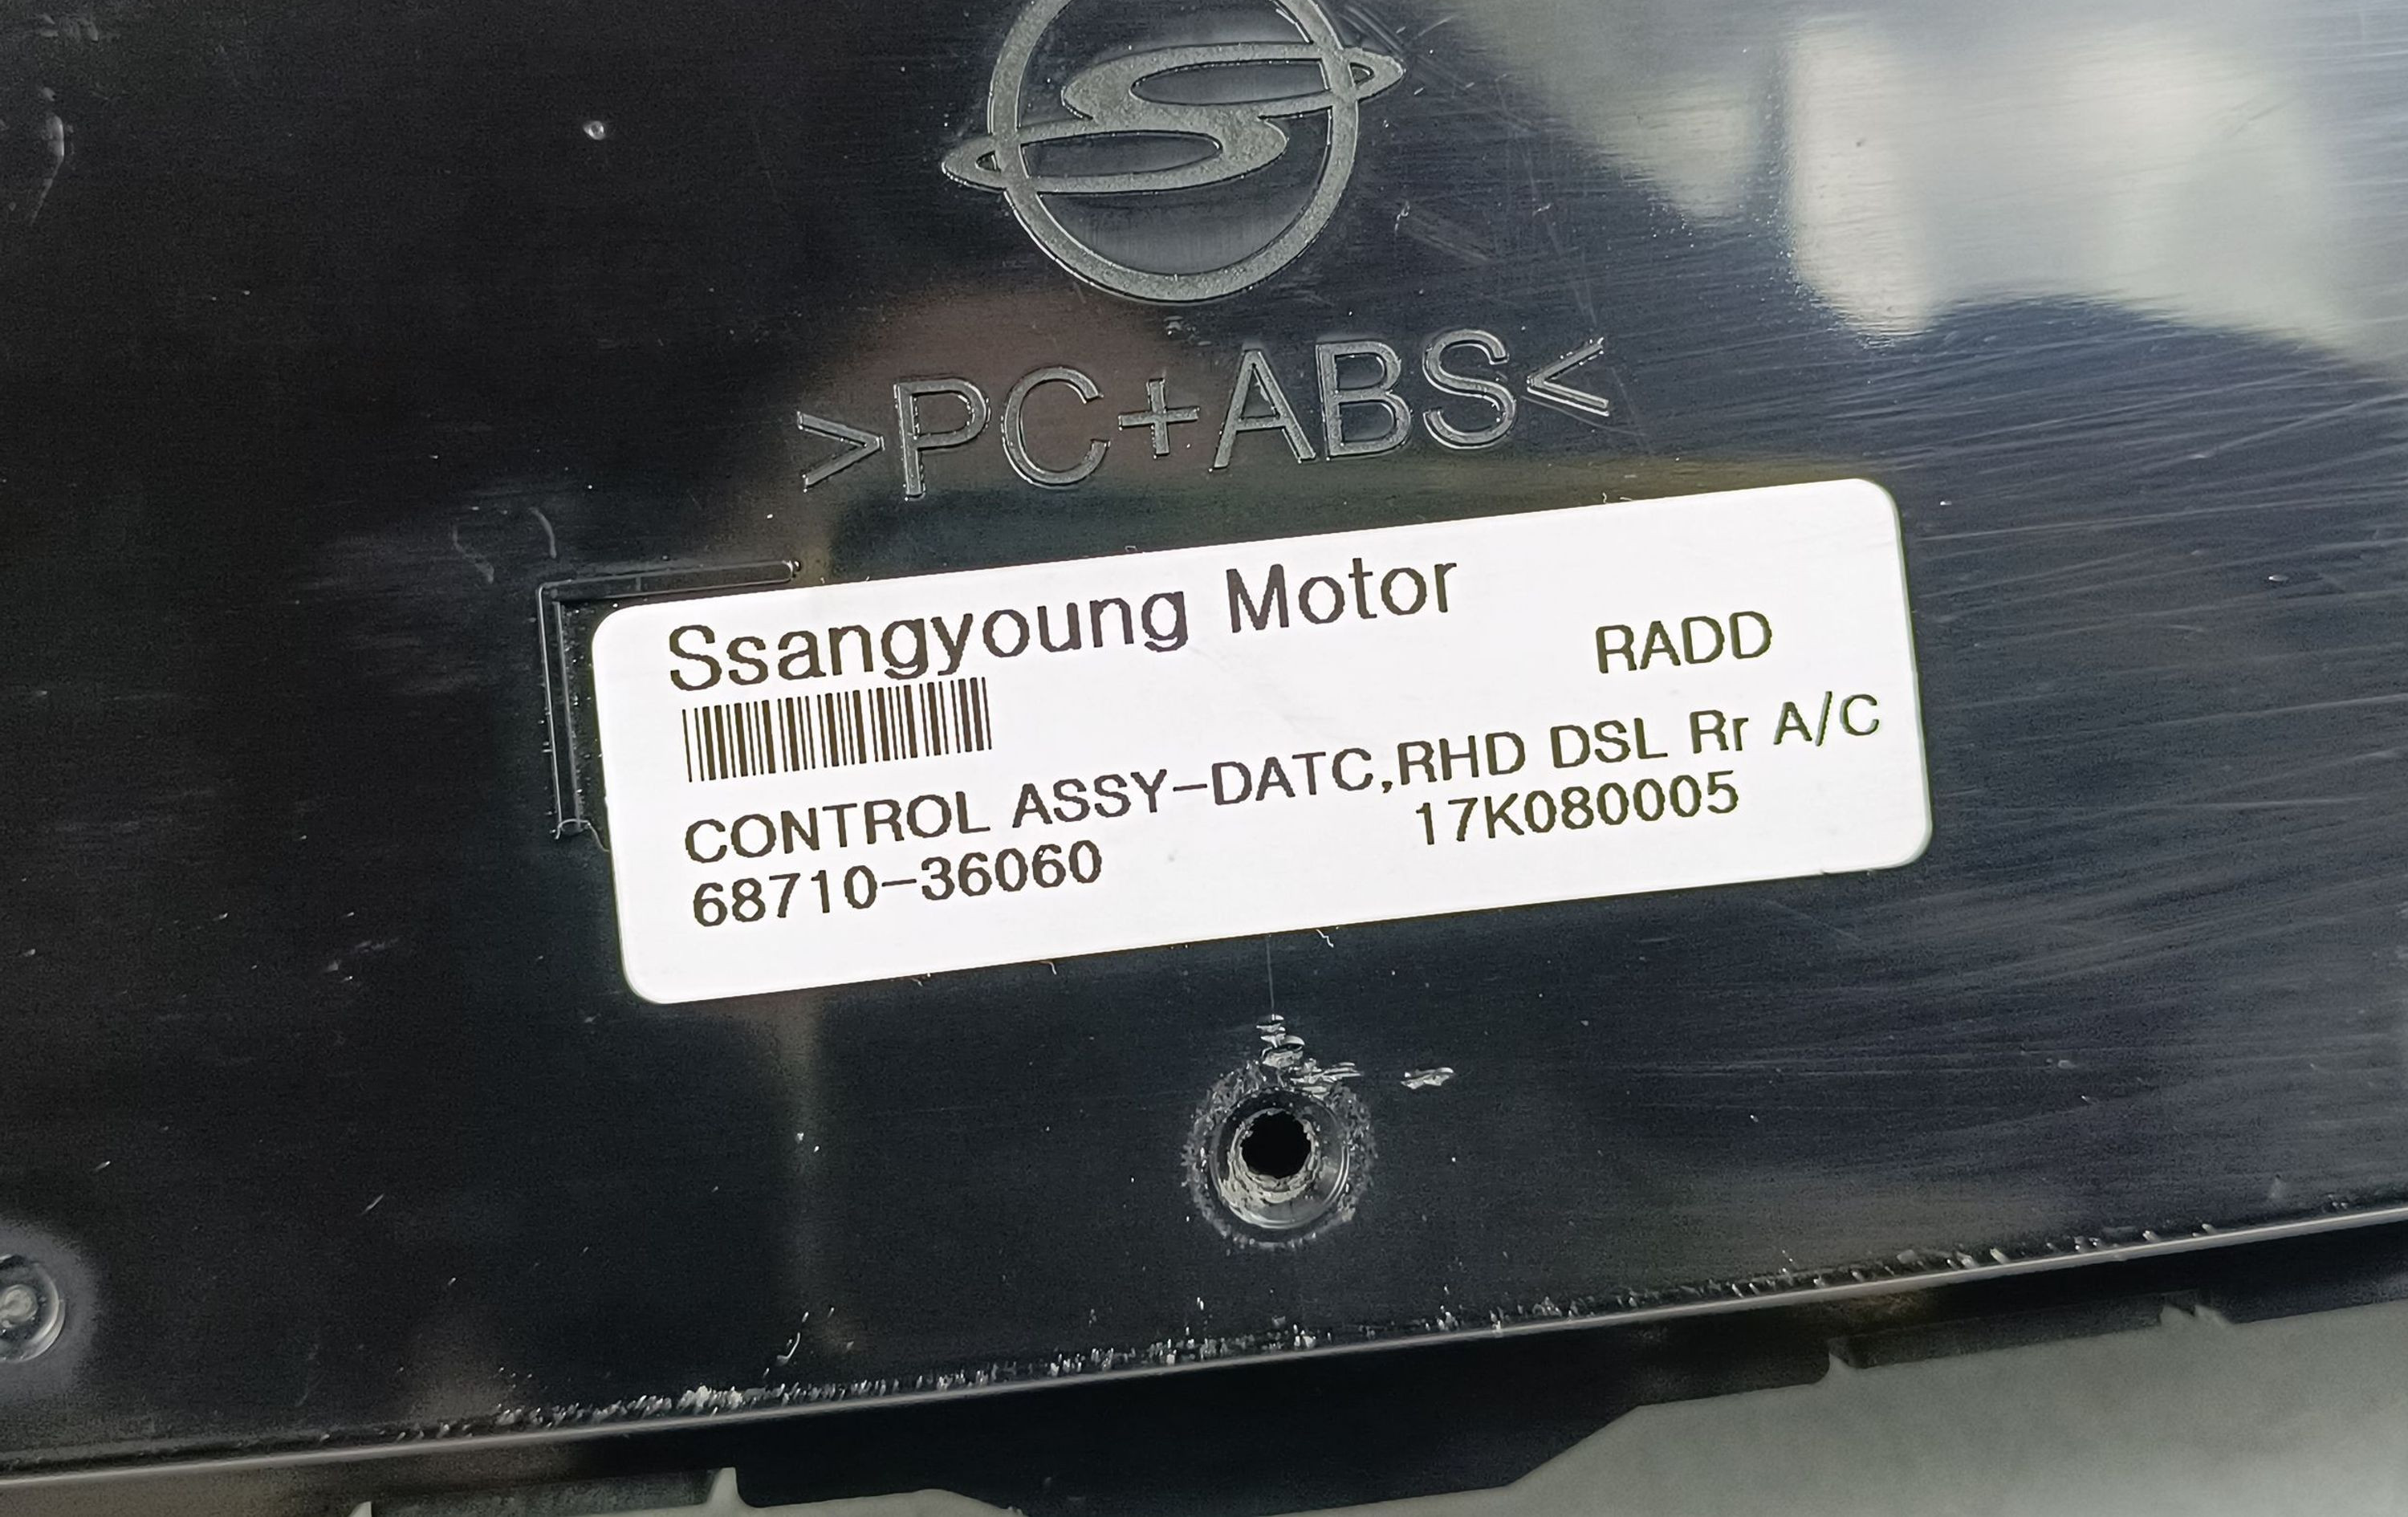 >PC+ABS<
Ssangyoung Motor
RADD
CONTROL ASSY-DATC,RHD DSL Rr A/C
68710-36060 17K080005